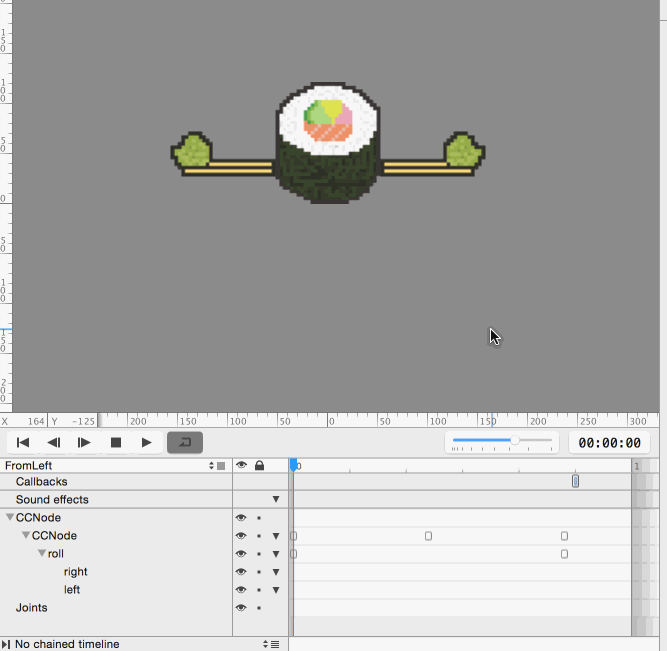 X 164 Y -125 200 150 100 50 0 50 100 150 200 250 300
00:00:00
FromLeft 0 1
Callbacks
Sound effects
CCNode
CCNode
roll
right
left
Joints
No chained timeline